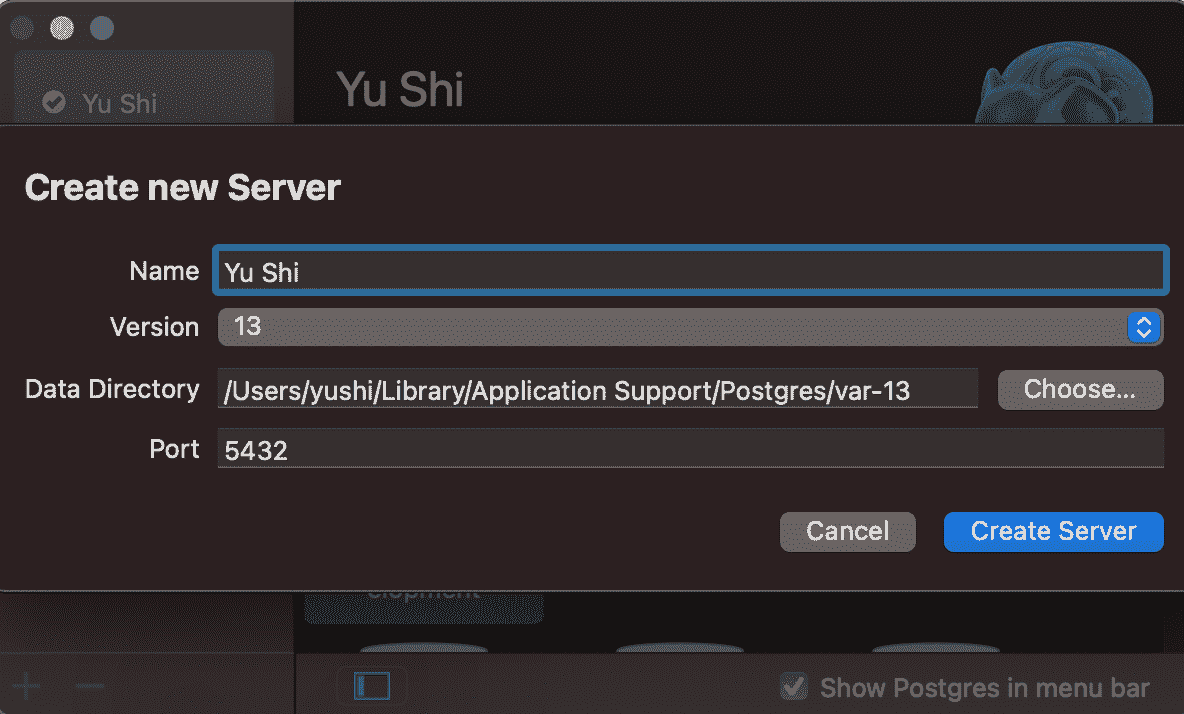 Yu Shi
Yu Shi
Create new Server
Name Yu Shi
Version 13
Data Directory /Users/yushi/Library/Application Support/Postgres/var-13 Choose...
Port 5432
Cancel Create Server
elopment
Show Postgres in menu bar